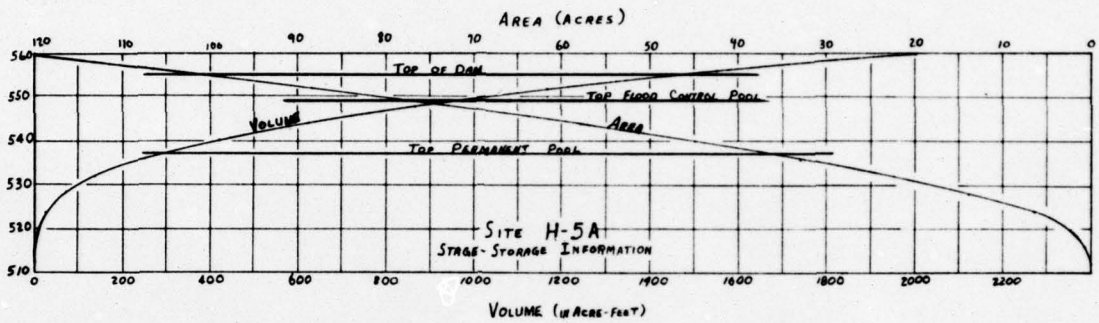 AREA (ACRES)
120 110 100 40 80 70 60 50 40 30 20 10 0
560
550
540
530
520
510
TOP OF DAM
TOP FLOOD CONTROL POOL
VOLUME
AREA
TOP PERMANENT POOL
SITE H-5A
STAGE-STORAGE INFORMATION
0 200 400 600 800 1000 1200 1400 1600 1800 2000 2200
VOLUME (IN ACRE-FEET)